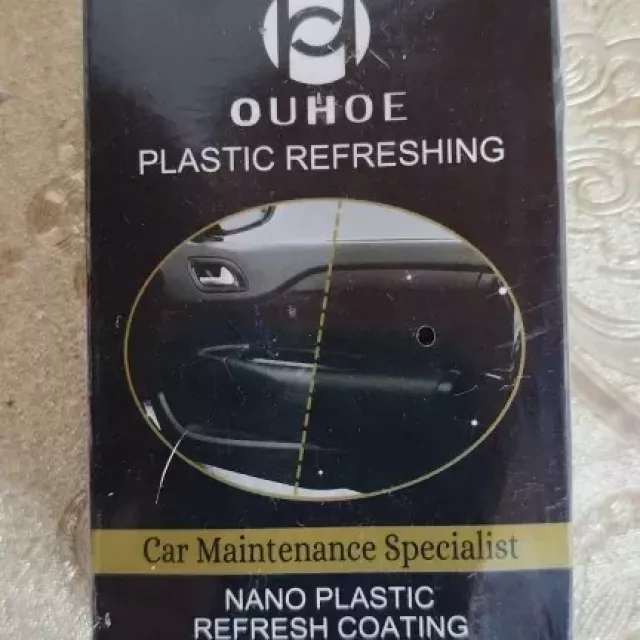 OUHOE
PLASTIC REFRESHING
Car Maintenance Specialist
NANO PLASTIC
REFRESH COATING